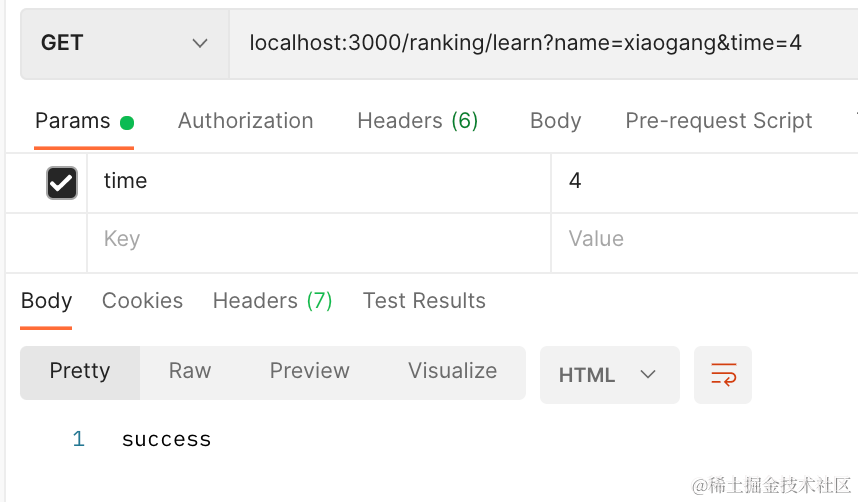 GET localhost:3000/ranking/learn?name=xiaogang&time=4
Params Authorization Headers (6) Body Pre-request Script
time 4
Key Value
Body Cookies Headers (7) Test Results
Pretty Raw Preview Visualize HTML
1 success
@稀土掘金技术社区